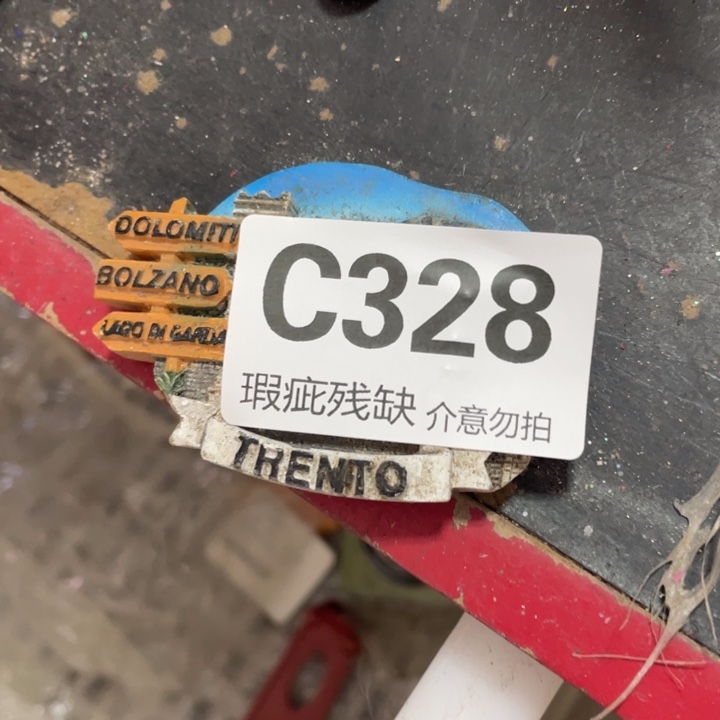 DOLOMITI
BOLZANO
LAGO DI GARDA
C328
瑕疵残缺 介意勿拍
TRENTO